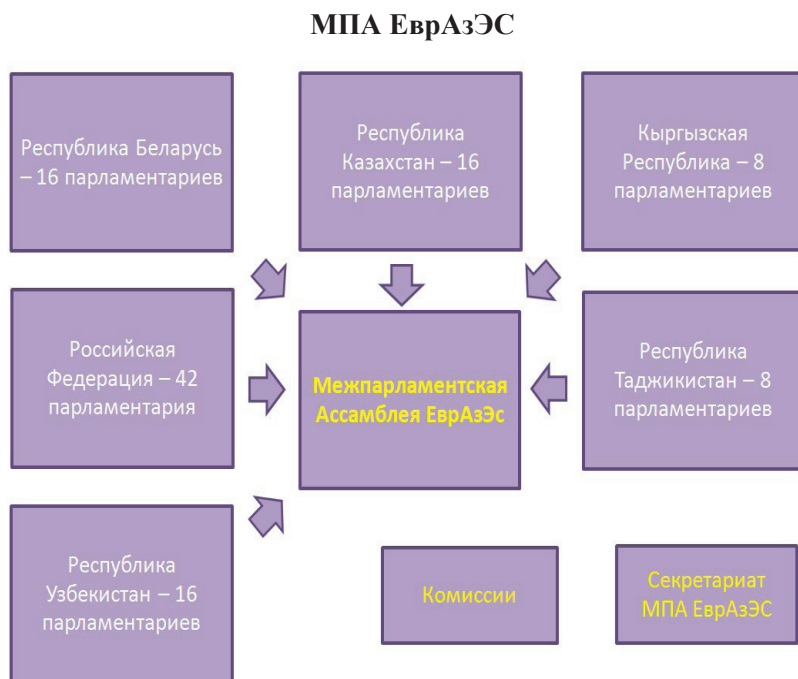 МПА ЕврАзЭС
Республика Беларусь
– 16 парламентариев
Республика
Казахстан – 16
парламентариев
Кыргызская
Республика – 8
парламентариев
Российская
Федерация – 42
парламентария
Межпарламентская
Ассамблея ЕврАзЭс
Республика
Таджикистан – 8
парламентариев
Республика
Узбекистан – 16
парламентариев
Комиссии
Секретариат
МПА ЕврАзЭС